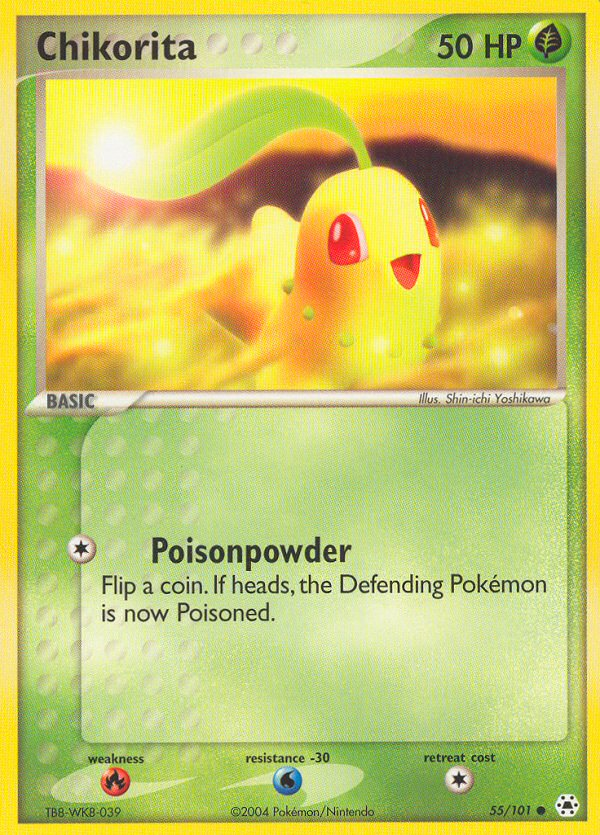 Chikorita 50 HP
BASIC
Illus. Shin-ichi Yoshikawa
Poisonpowder
Flip a coin. If heads, the Defending Pokémon
is now Poisoned.
weakness resistance -30 retreat cost
TB8-WKB-039 ©2004 Pokémon/Nintendo 55/101